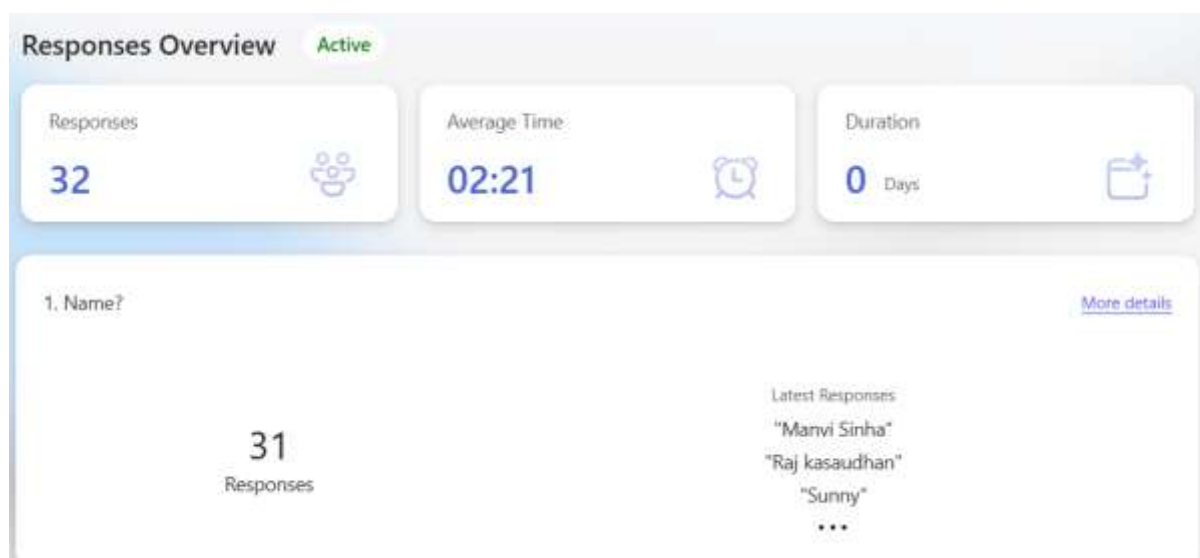 Responses Overview Active
Responses
32
Average Time
02:21
Duration
0 Days
1. Name?
More details
31
Responses
Latest Responses
"Manvi Sinha"
"Raj kasaudhan"
"Sunny"
...